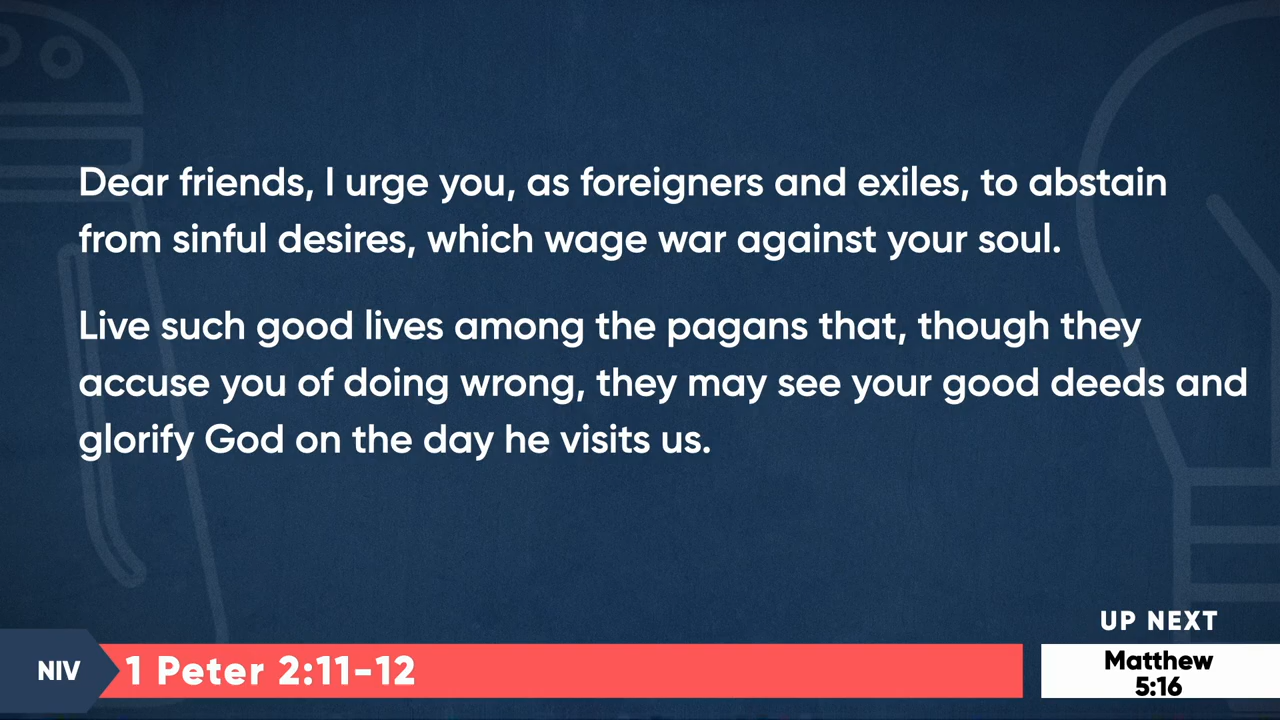 Dear friends, I urge you, as foreigners and exiles, to abstain
from sinful desires, which wage war against your soul.
Live such good lives among the pagans that, though they
accuse you of doing wrong, they may see your good deeds and
glorify God on the day he visits us.
UP NEXT
NIV
1 Peter 2:11-12
Matthew
5:16